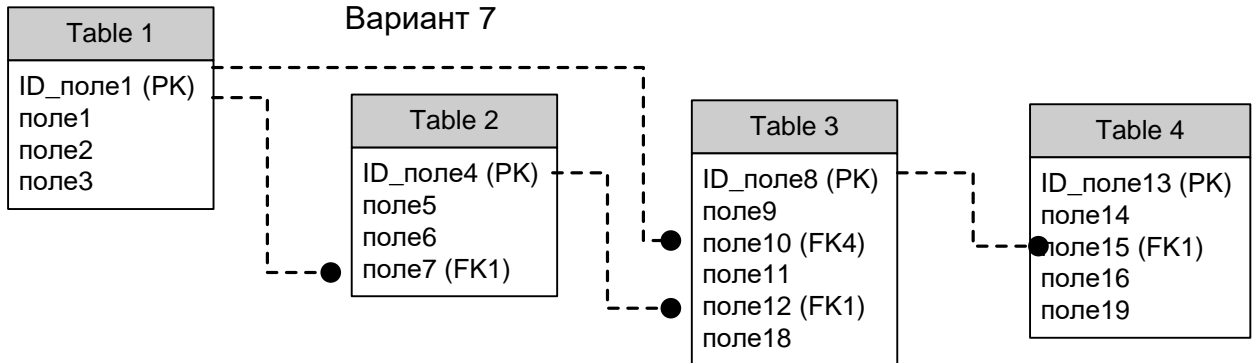 Вариант 7
Table 1
ID_поле1 (PK)
поле1
поле2
поле3
Table 2
ID_поле4 (PK)
поле5
поле6
поле7 (FK1)
Table 3
ID_поле8 (PK)
поле9
поле10 (FK4)
поле11
поле12 (FK1)
поле18
Table 4
ID_поле13 (PK)
поле14
поле15 (FK1)
поле16
поле19